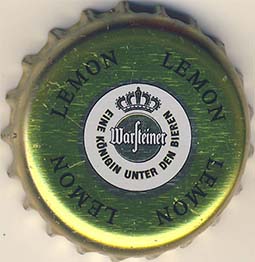 LEMON
LEMON
LEMON
LEMON
Warsteiner
EINE KÖNIGIN UNTER DEN BIEREN